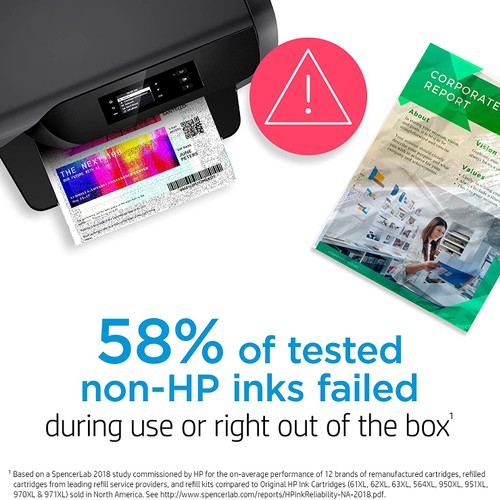 THE NEXT 100
JUNE
PETERS
CORPORATE
REPORT
About
Vision
Values
58% of tested
non-HP inks failed
during use or right out of the box¹
¹ Based on a SpencerLab 2018 study commissioned by HP for the on-average performance of 12 brands of remanufactured cartridges, refilled
cartridges from leading refill service providers, and refill kits compared to Original HP Ink Cartridges (61XL, 62XL, 63XL, 564XL, 950XL, 951XL,
970XL & 971XL) sold in North America. See http://www.spencerlab.com/reports/HPInkReliability-NA-2018.pdf.